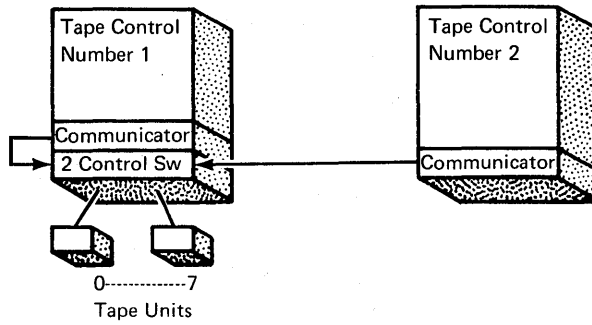 Tape Control
Number 1
Communicator
2 Control Sw
Tape Control
Number 2
Communicator
0-------------7
Tape Units